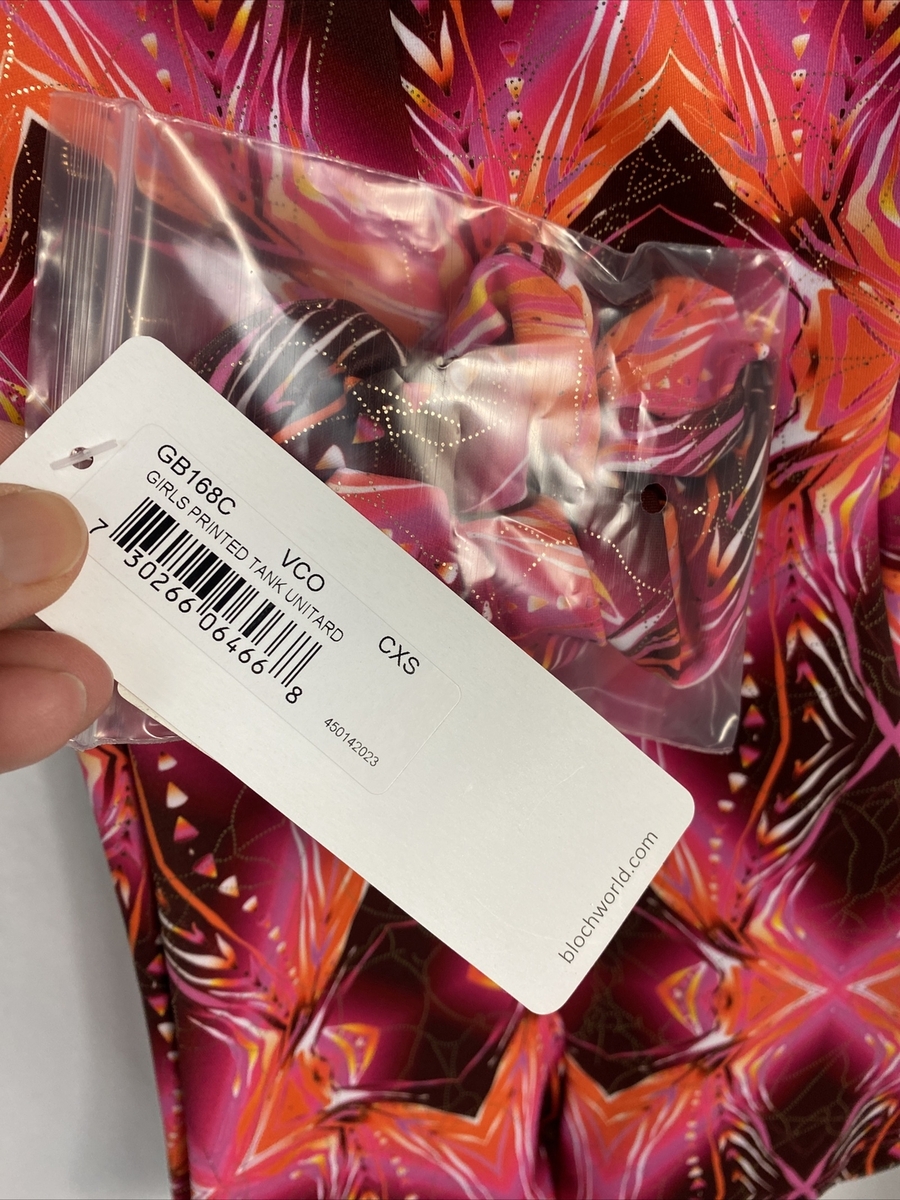 GB168C VCO CXS
GIRLS PRINTED TANK UNITARD
7 30266 06466 8
450142023
blochworld.com